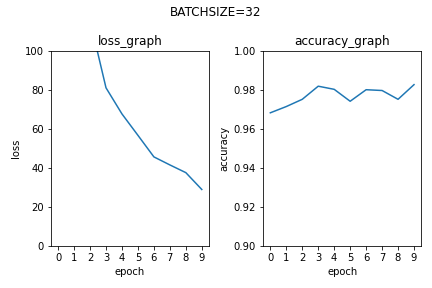 BATCHSIZE=32
loss_graph
100
80
60
40
20
0
loss
0 1 2 3 4 5 6 7 8 9
epoch
accuracy_graph
1.00
0.98
0.96
0.94
0.92
0.90
accuracy
0 1 2 3 4 5 6 7 8 9
epoch